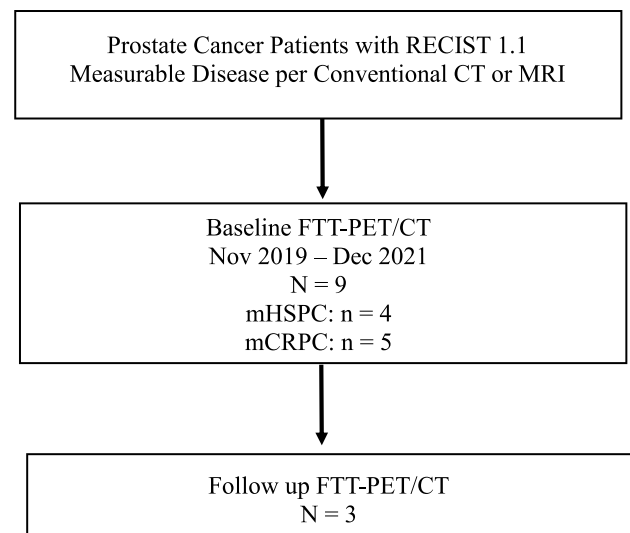 Prostate Cancer Patients with RECIST 1.1
Measurable Disease per Conventional CT or MRI
Baseline FTT-PET/CT
Nov 2019 – Dec 2021
N = 9
mHSPC: n = 4
mCRPC: n = 5
Follow up FTT-PET/CT
N = 3